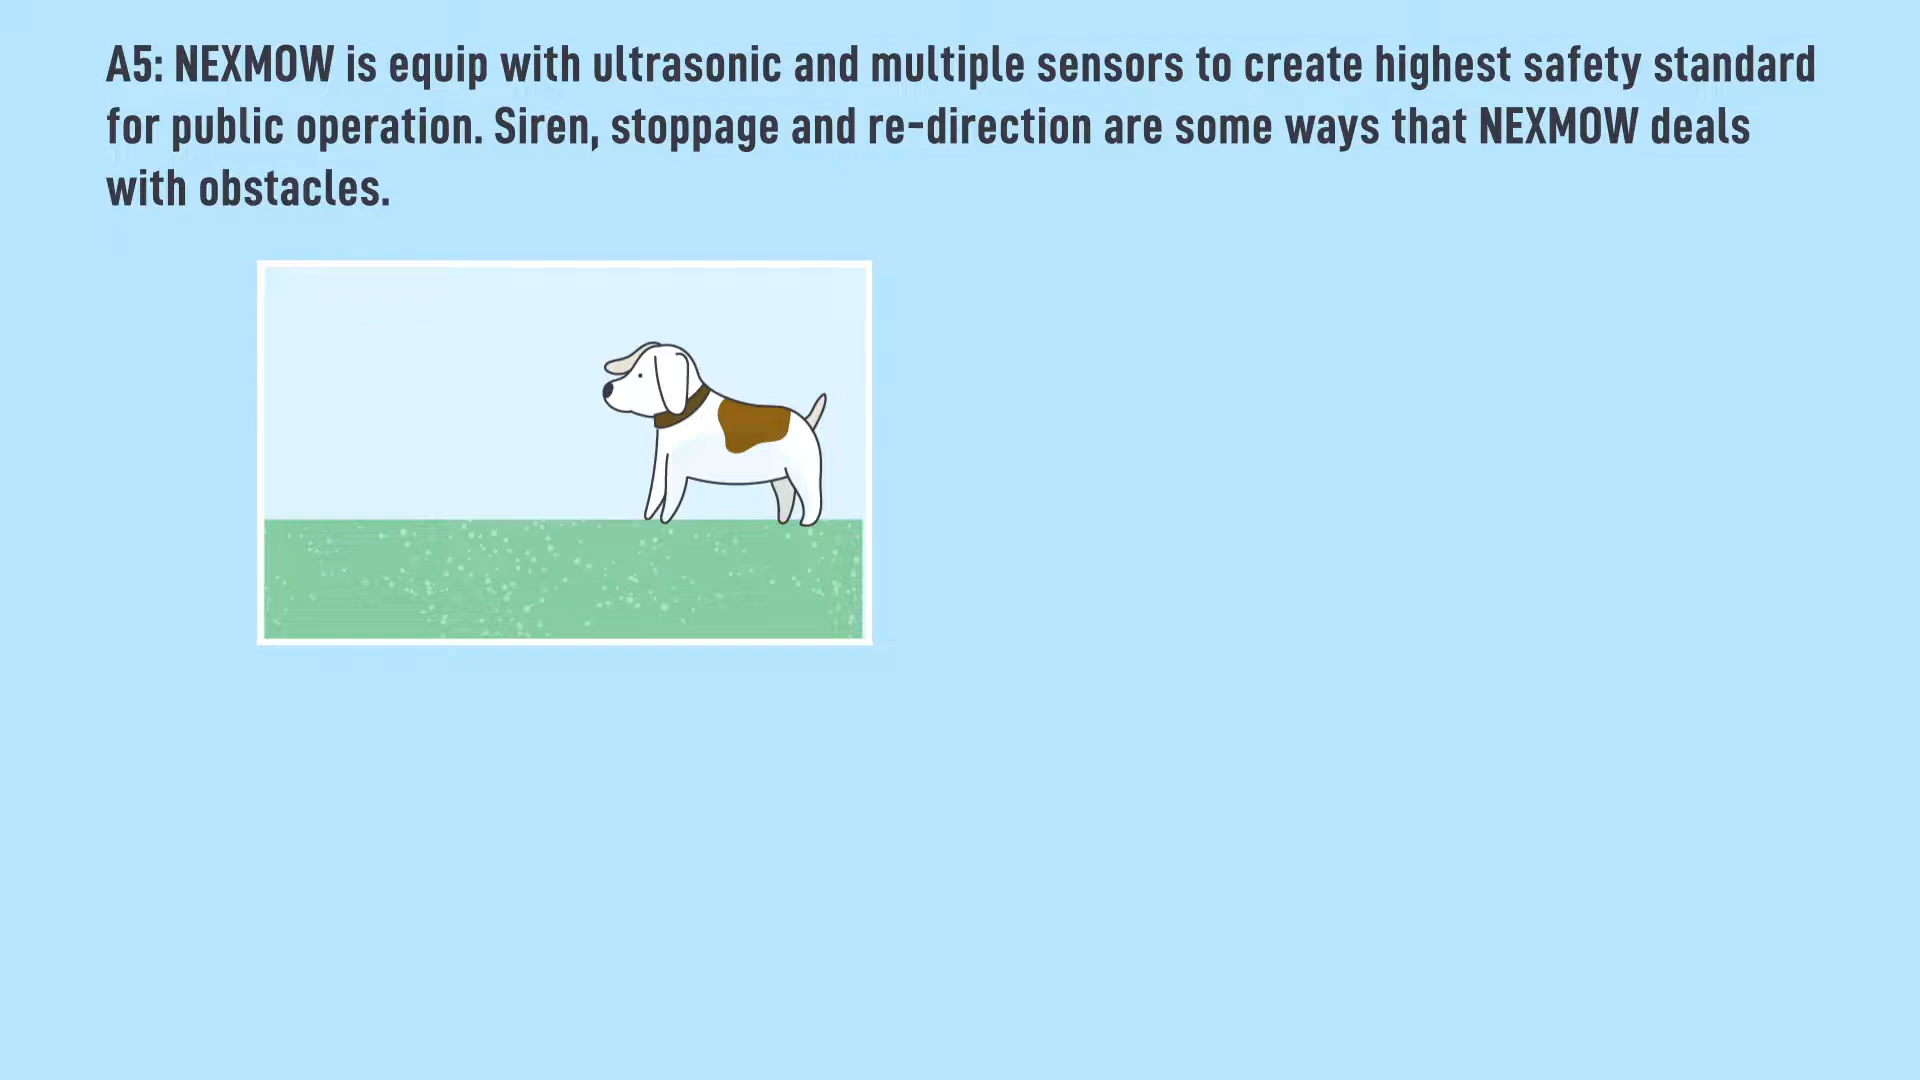 A5: NEXMOW is equip with ultrasonic and multiple sensors to create highest safety standard
for public operation. Siren, stoppage and re-direction are some ways that NEXMOW deals
with obstacles.